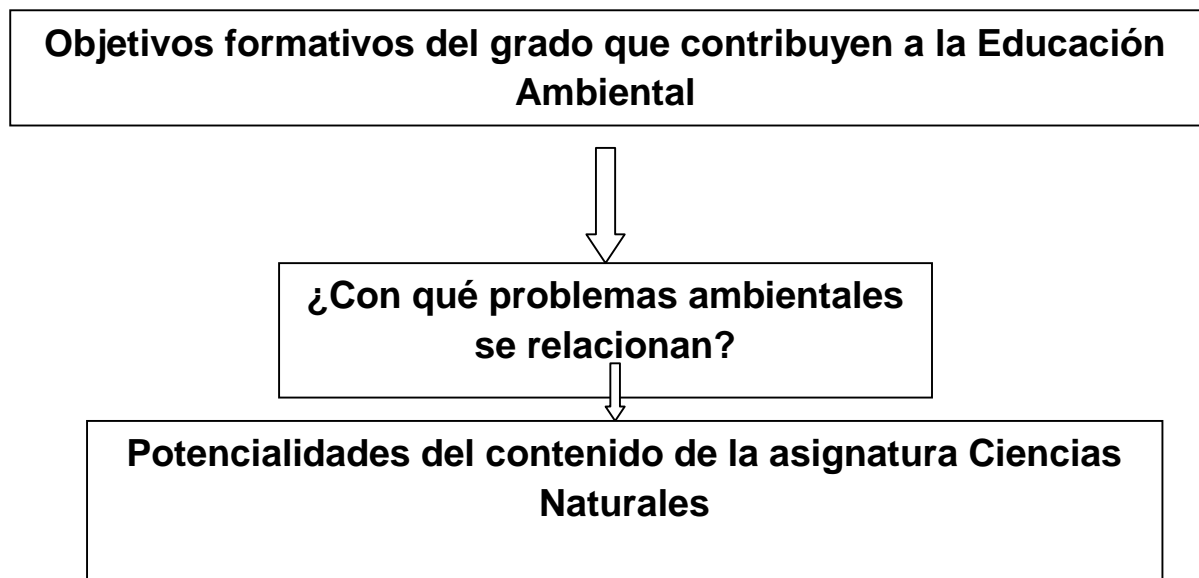 Objetivos formativos del grado que contribuyen a la Educación
Ambiental
¿Con qué problemas ambientales
se relacionan?
Potencialidades del contenido de la asignatura Ciencias
Naturales